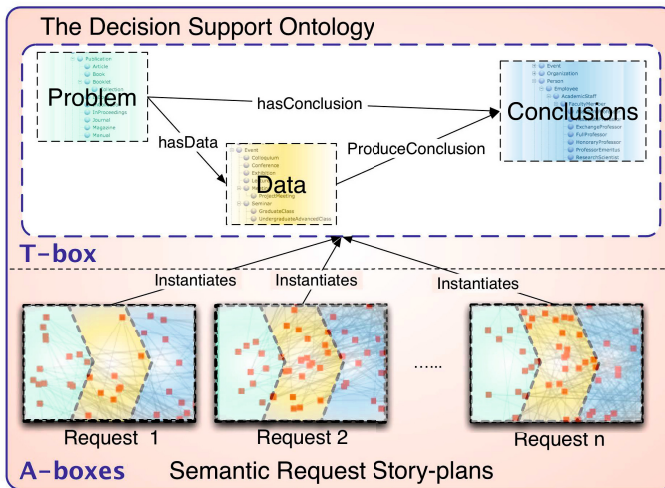 The Decision Support Ontology
Publication
Article
Book
Booklet
Problem
InProceedings
Journal
Magazine
Manual
hasConclusion
Event
Organization
Person
Employee
AcademicStaff
FacultyMember
Conclusions
ExchangeProfessor
FullProfessor
HonoraryProfessor
ProfessorEmeritus
ResearchScientist
hasData
ProduceConclusion
Event
Colloquium
Conference
Exhibition
Data
ProjectMeeting
Seminar
GraduateClass
UndergraduateAdvancedClass
T-box
Instantiates Instantiates Instantiates
......
Request 1 Request 2 Request n
A-boxes Semantic Request Story-plans